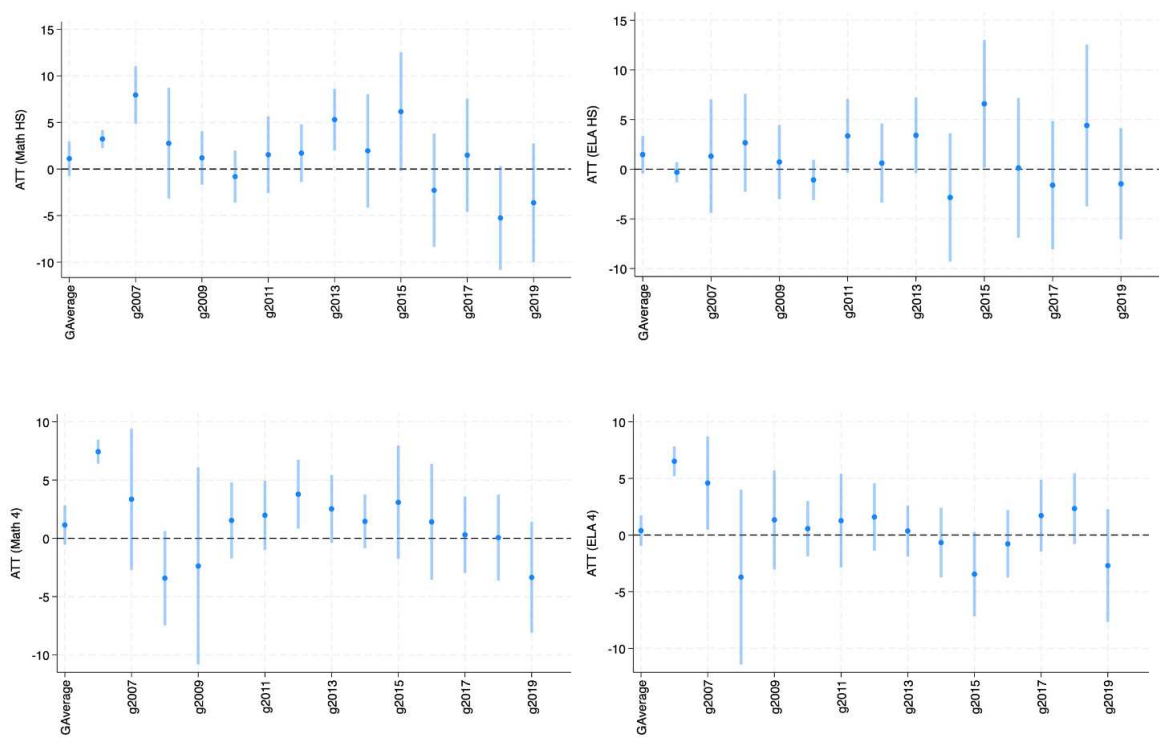 ATT (Math HS)
15
10
5
0
-5
-10
GAverage
g2007
g2009
g2011
g2013
g2015
g2017
g2019
ATT (ELA HS)
15
10
5
0
-5
-10
GAverage
g2007
g2009
g2011
g2013
g2015
g2017
g2019
ATT (Math 4)
10
5
0
-5
-10
GAverage
g2007
g2009
g2011
g2013
g2015
g2017
g2019
ATT (ELA 4)
10
5
0
-5
-10
GAverage
g2007
g2009
g2011
g2013
g2015
g2017
g2019